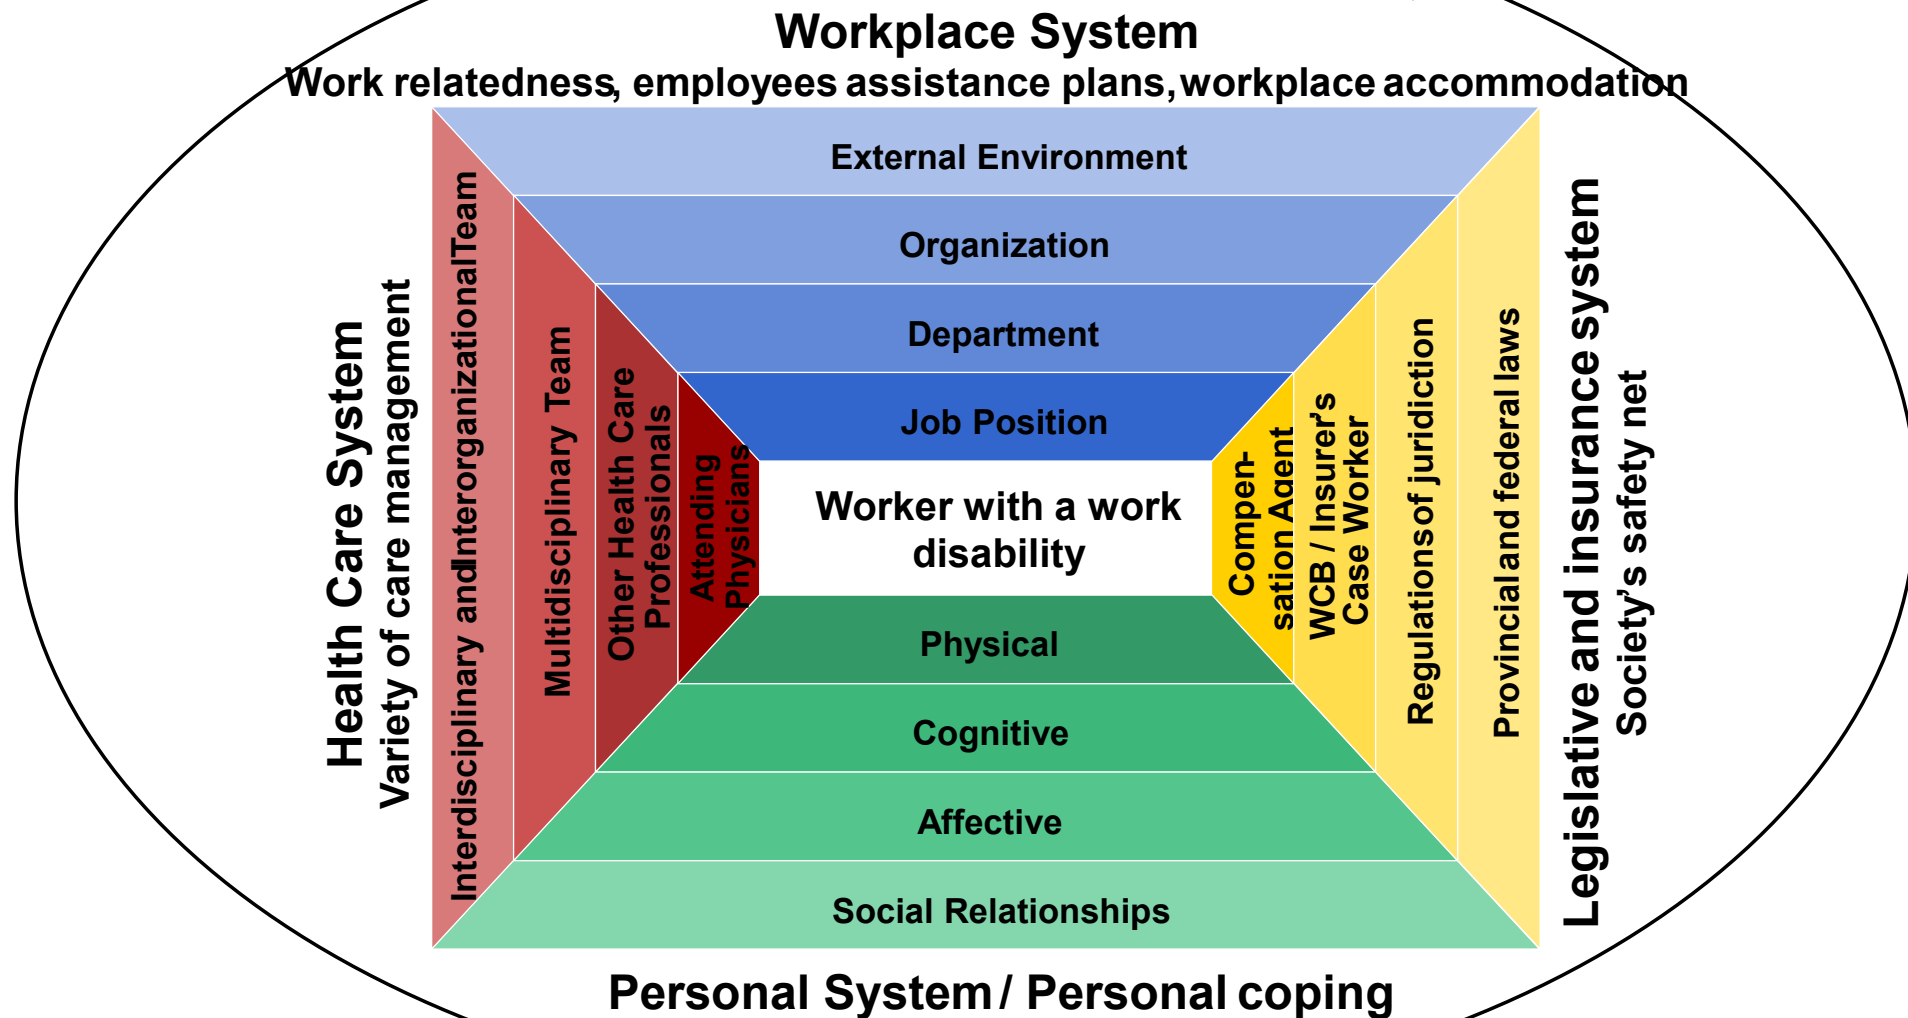 Workplace System
Work relatedness, employees assistance plans, workplace accommodation
External Environment
Organization
Department
Job Position
Health Care System
Variety of care management
Interdisciplinary and Interorganizational Team
Multidisciplinary Team
Other Health Care
Professionals
Attending
Physicians
Worker with a work
disability
Compen-
sation Agent
WCB / Insurer's
Case Worker
Regulations of juridiction
Provincial and federal laws
Legislative and insurance system
Society's safety net
Physical
Cognitive
Affective
Social Relationships
Personal System / Personal coping